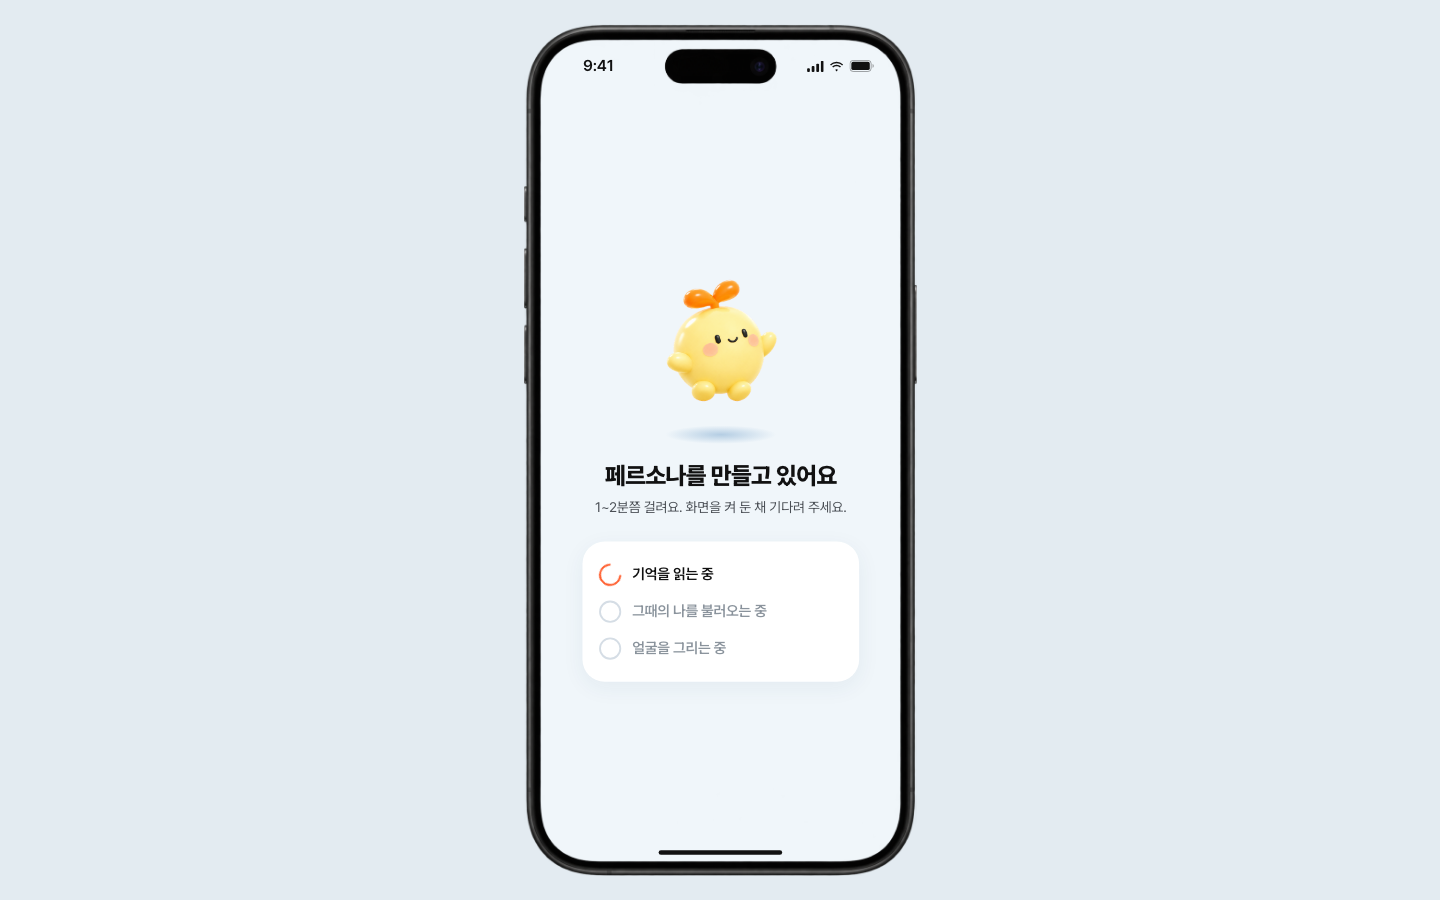 9:41
페르소나를 만들고 있어요
1~2분쯤 걸려요. 화면을 켜 둔 채 기다려 주세요.
기억을 읽는 중
그때의 나를 불러오는 중
얼굴을 그리는 중